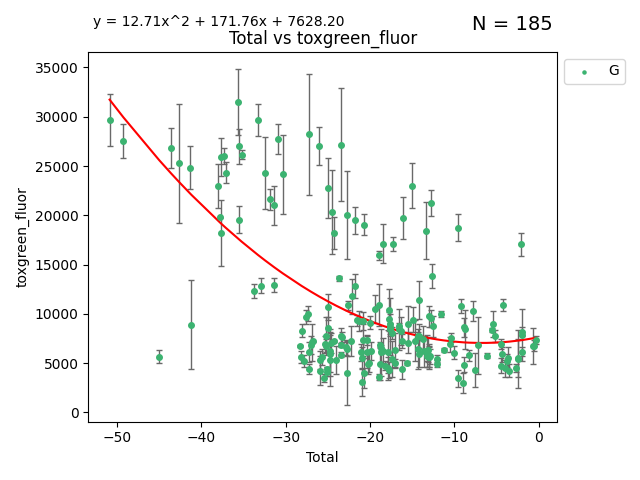 y = 12.71x^2 + 171.76x + 7628.20
N = 185
Total vs toxgreen_fluor
G
35000
30000
25000
20000
15000
10000
5000
0
toxgreen_fluor
−50 −40 −30 −20 −10 0
Total